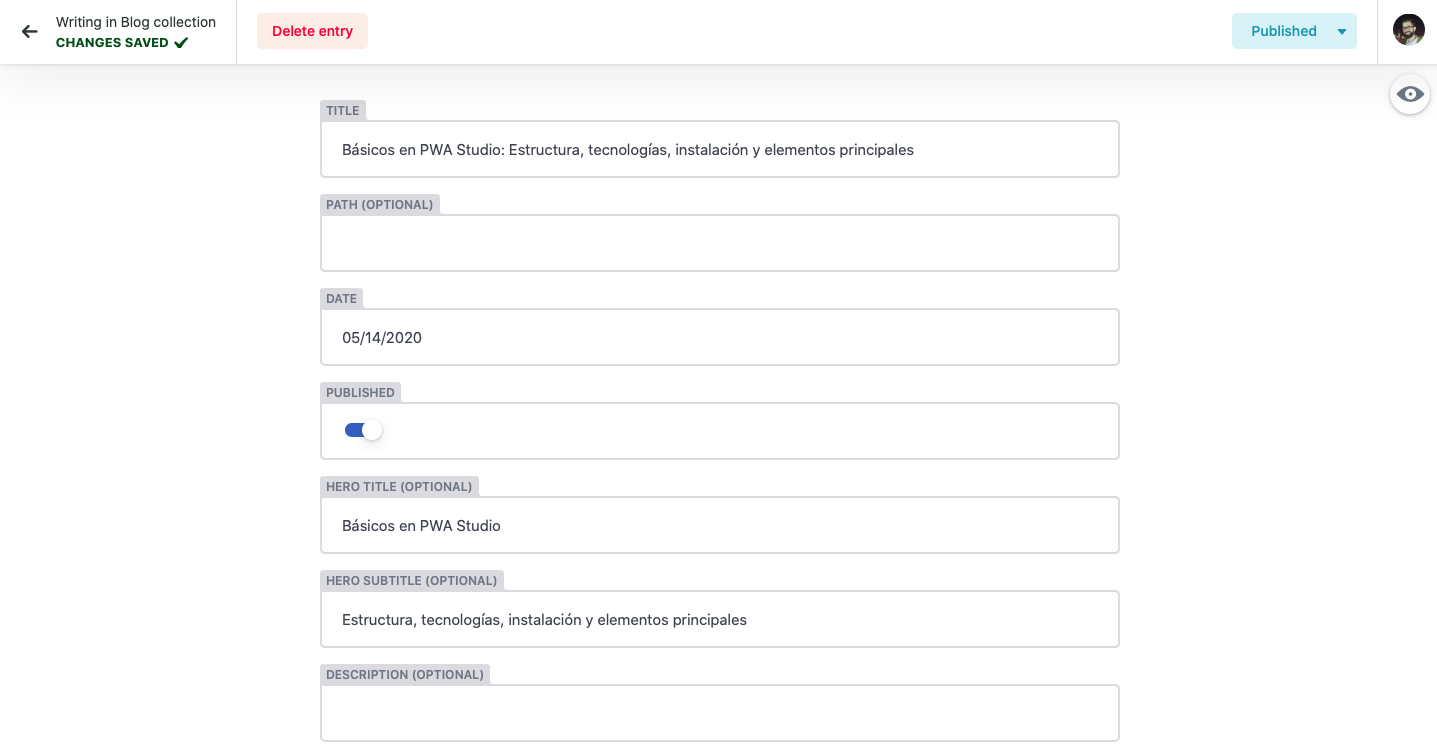 Writing in Blog collection
CHANGES SAVED
Delete entry
Published
TITLE
Básicos en PWA Studio: Estructura, tecnologías, instalación y elementos principales
PATH (OPTIONAL)
DATE
05/14/2020
PUBLISHED
HERO TITLE (OPTIONAL)
Básicos en PWA Studio
HERO SUBTITLE (OPTIONAL)
Estructura, tecnologías, instalación y elementos principales
DESCRIPTION (OPTIONAL)